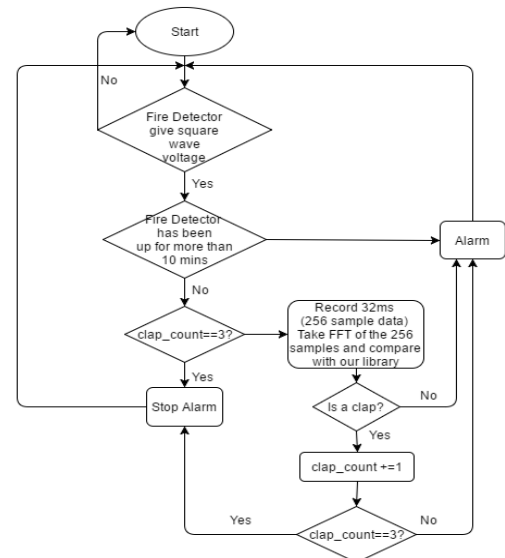 Start
No
Fire Detector
give square
wave
voltage
Yes
Fire Detector
has been
up for more than
10 mins
Alarm
No
clap_count==3?
Record 32ms
(256 sample data)
Take FFT of the 256
samples and compare
with our library
Yes
Stop Alarm
Is a clap?
No
Yes
clap_count +=1
Yes
clap_count==3?
No